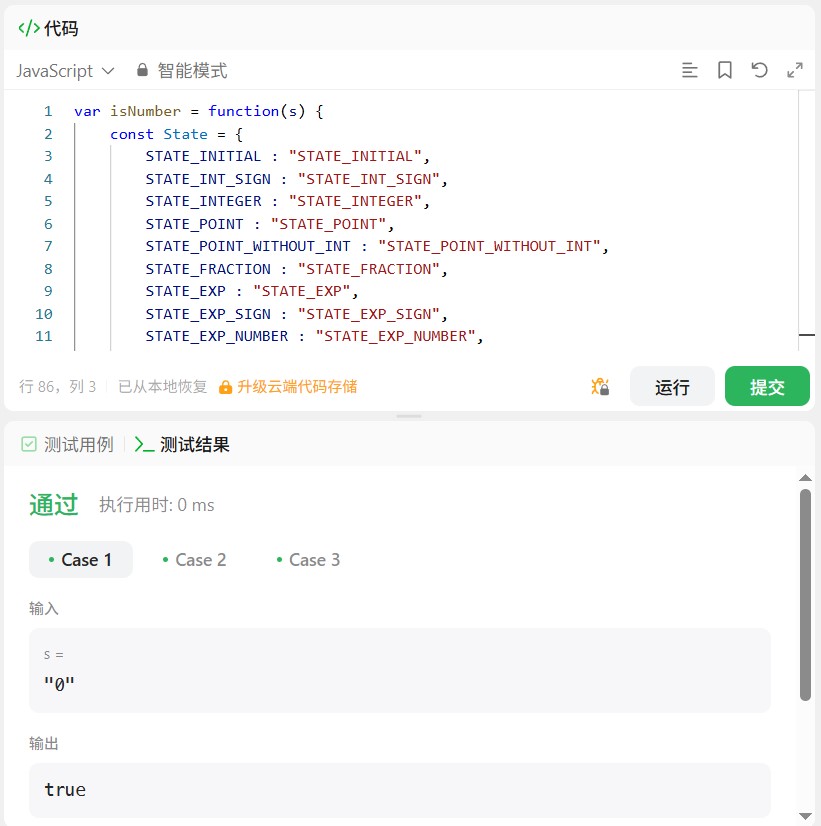 </> 代码
JavaScript 智能模式
1 var isNumber = function(s) {
2 const State = {
3 STATE_INITIAL : "STATE_INITIAL",
4 STATE_INT_SIGN : "STATE_INT_SIGN",
5 STATE_INTEGER : "STATE_INTEGER",
6 STATE_POINT : "STATE_POINT",
7 STATE_POINT_WITHOUT_INT : "STATE_POINT_WITHOUT_INT",
8 STATE_FRACTION : "STATE_FRACTION",
9 STATE_EXP : "STATE_EXP",
10 STATE_EXP_SIGN : "STATE_EXP_SIGN",
11 STATE_EXP_NUMBER : "STATE_EXP_NUMBER",
行 86，列 3 已从本地恢复 升级云端代码存储 运行 提交
测试用例 >_ 测试结果
通过 执行用时: 0 ms
• Case 1 • Case 2 • Case 3
输入
s =
"0"
输出
true